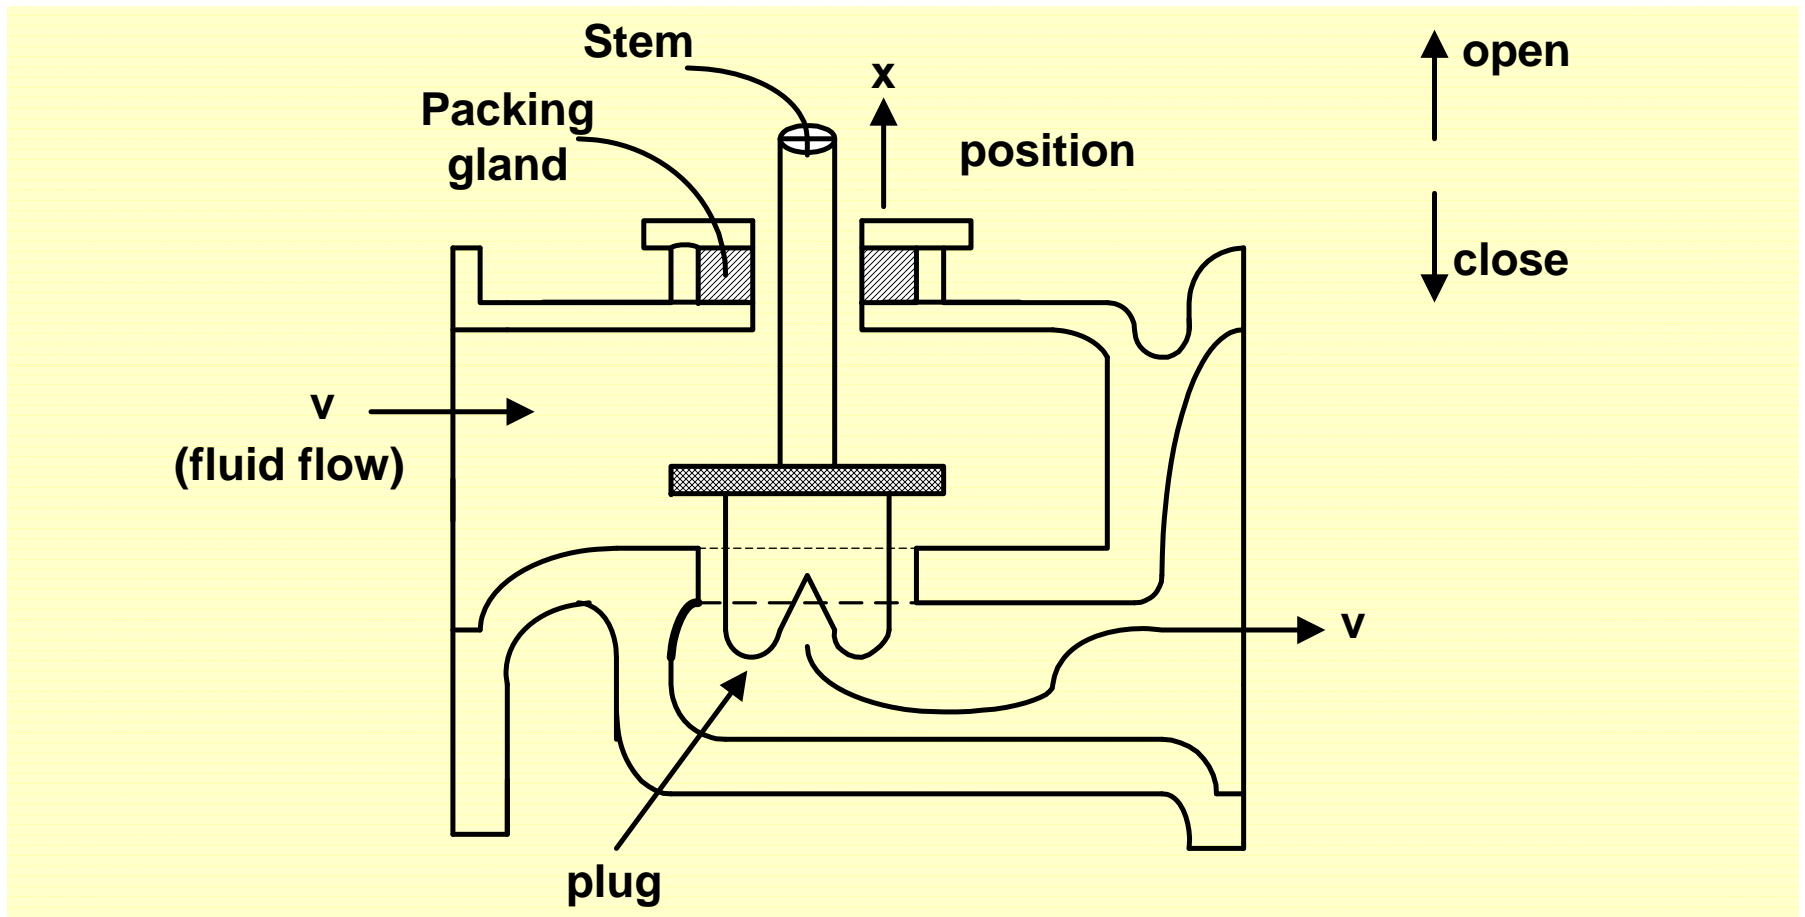 Stem
x
open
Packing
gland
position
close
v
(fluid flow)
v
plug